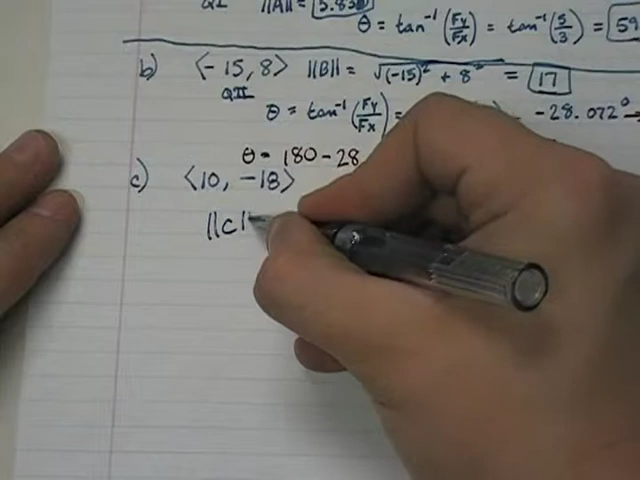 QI ||A|| = 5.83
θ = tan⁻¹ (Fy/Fx) = tan⁻¹ (5/3) = 59
b) ⟨-15, 8⟩ ||B|| = √(-15)² + 8² = 17
QII
θ = tan⁻¹ (Fy/Fx) = -28.072° →
θ = 180 - 28
c) ⟨10, -18⟩
||c|